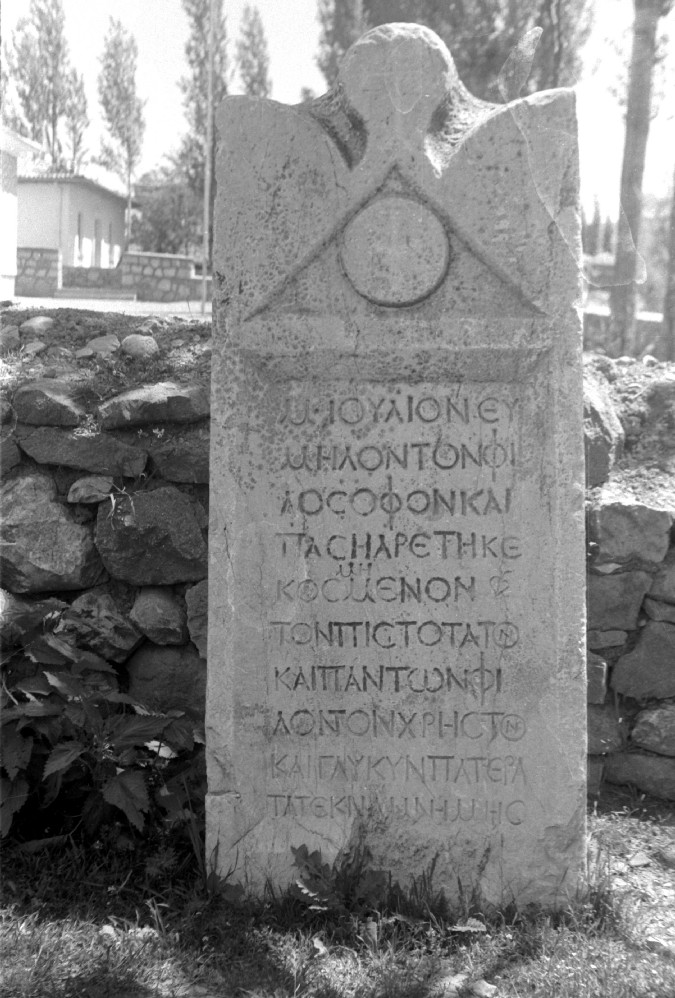 Μ ΙΟΥΛΙΟΝ ΕΥ
ΜΗΛΟΝ ΤΟΝ ΦΙ
ΛΟϹΟΦΟΝ ΚΑΙ
ΠΑϹΗ ΑΡΕΤΗ ΚΕ
ΚΟϹΜΗΜΕΝΟΝ
ΤΟΝ ΠΙϹΤΟΤΑΤΟΝ
ΚΑΙ ΠΑΝΤΩΝ ΦΙ
ΛΟΝ ΤΟΝ ΧΡΗϹΤΟΝ
ΚΑΙ ΓΛΥΚΥΝ ΠΑΤΕΡΑ
ΤΑ ΤΕΚΝΑ ΜΝΗΜΗϹ